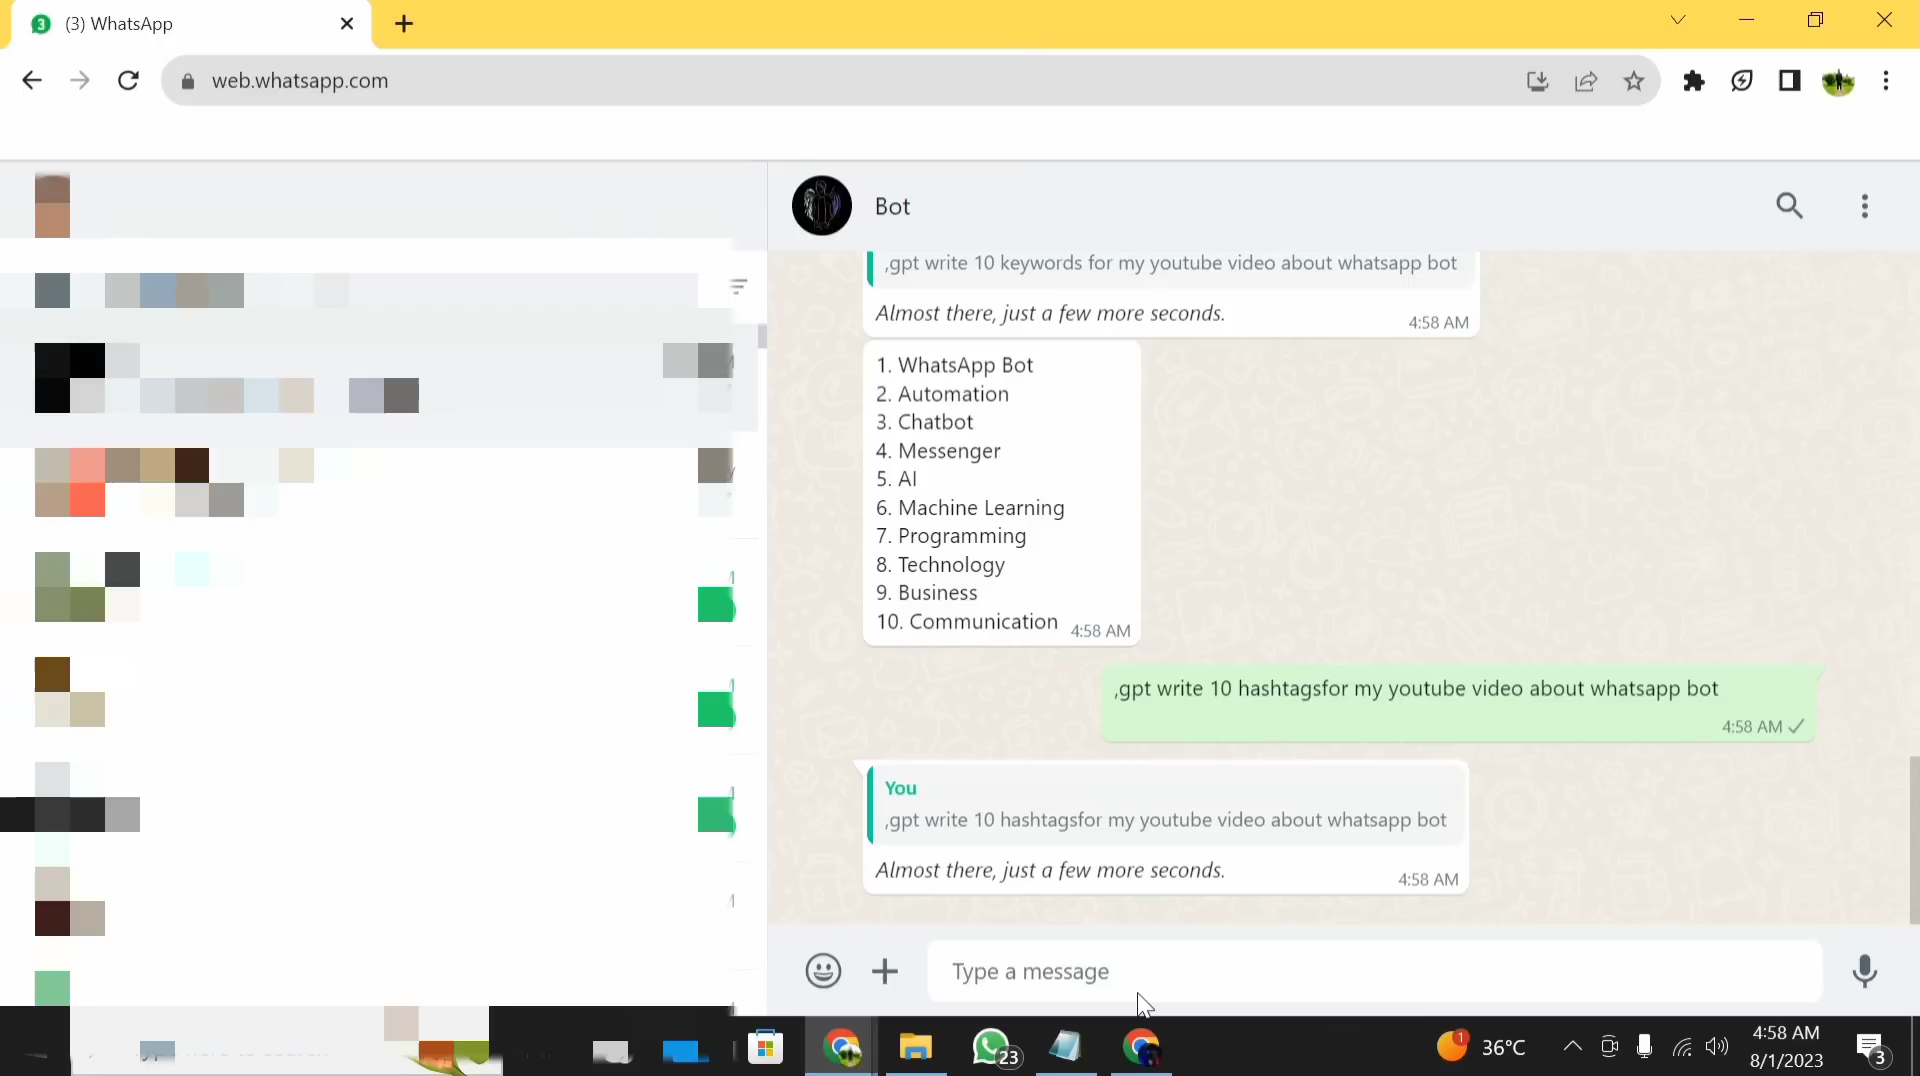 3 (3) WhatsApp
web.whatsapp.com
Bot
,gpt write 10 keywords for my youtube video about whatsapp bot
Almost there, just a few more seconds.
4:58 AM
1. WhatsApp Bot
2. Automation
3. Chatbot
4. Messenger
5. AI
6. Machine Learning
7. Programming
8. Technology
9. Business
10. Communication
4:58 AM
,gpt write 10 hashtagsfor my youtube video about whatsapp bot
4:58 AM
You
,gpt write 10 hashtagsfor my youtube video about whatsapp bot
Almost there, just a few more seconds.
4:58 AM
Type a message
23
1
36°C
4:58 AM
8/1/2023
3